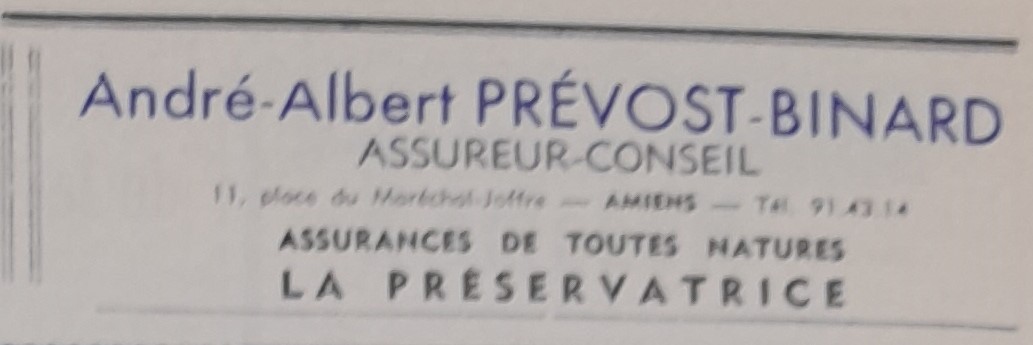 André-Albert PRÉVOST-BINARD
ASSUREUR-CONSEIL
11, place du Maréchal-Joffre — AMIENS — Tél. 91 43 14
ASSURANCES DE TOUTES NATURES
LA PRÉSERVATRICE